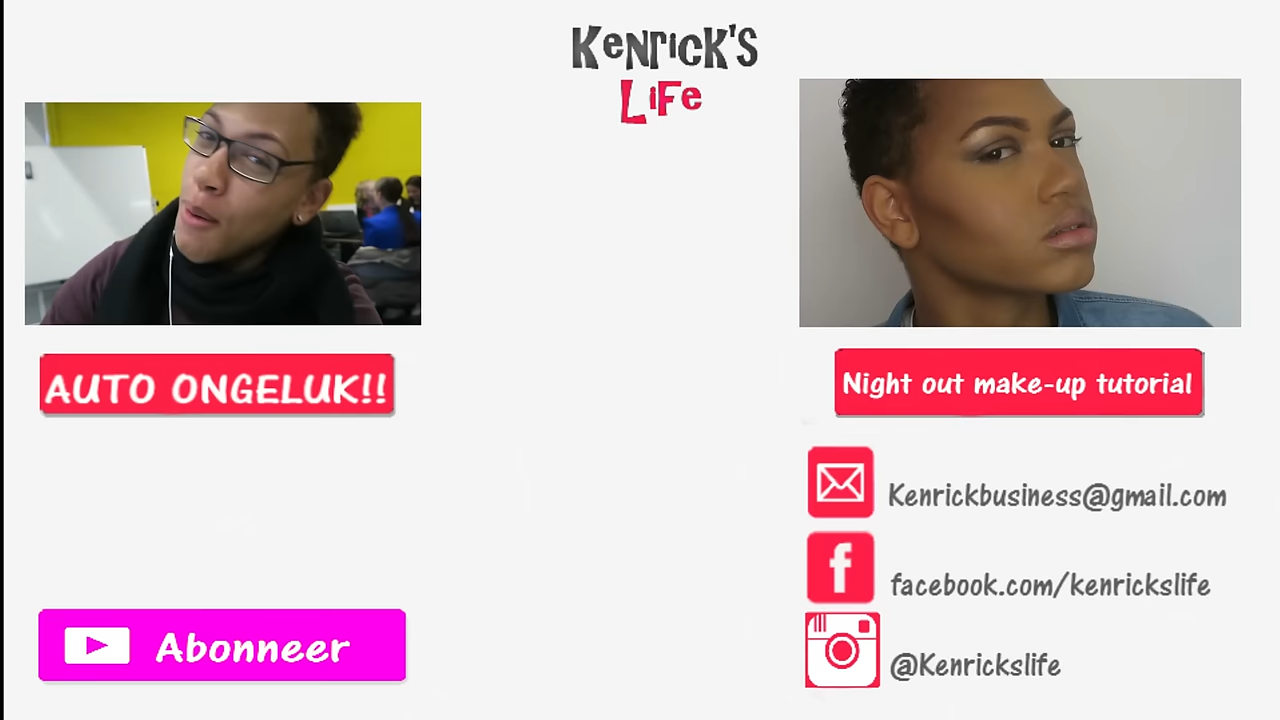 Kenrick's
Life
AUTO ONGELUK!!
Night out make-up tutorial
Kenrickbusiness@gmail.com
facebook.com/kenrickslife
@Kenrickslife
Abonneer